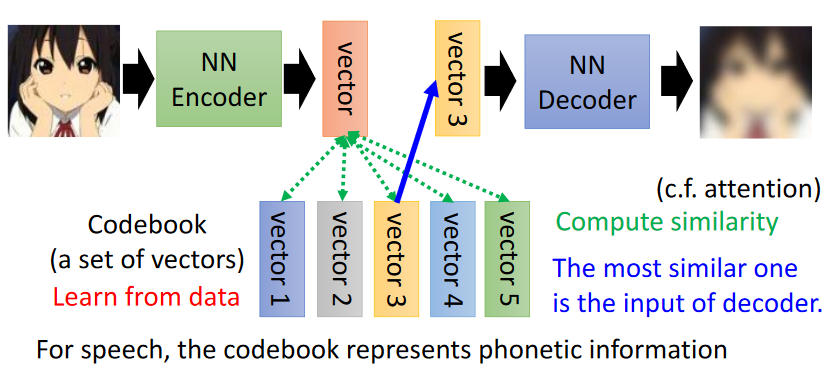 NN
Encoder
vector
vector 3
NN
Decoder
(c.f. attention)
Codebook
(a set of vectors)
Learn from data
vector 1
vector 2
vector 3
vector 4
vector 5
Compute similarity
The most similar one
is the input of decoder.
For speech, the codebook represents phonetic information